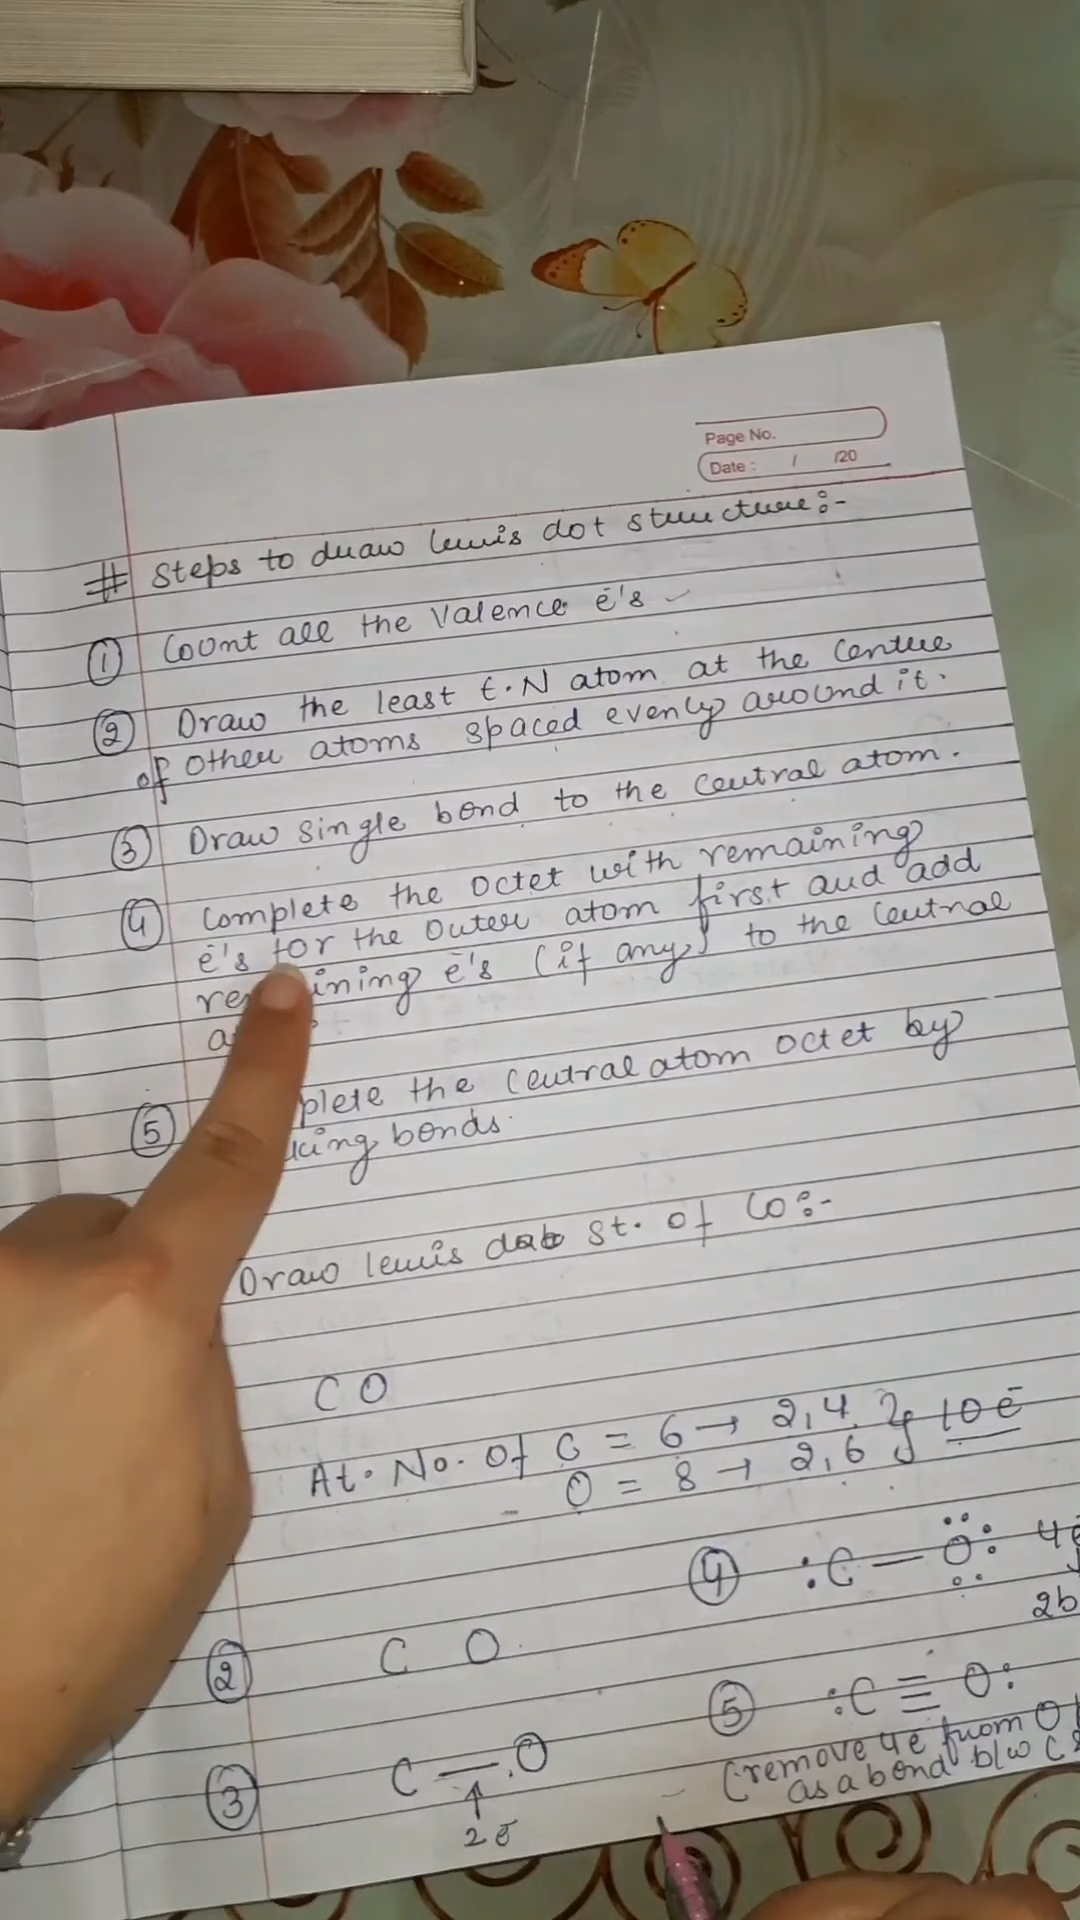 Page No.
Date : / /20
# Steps to draw lewis dot structure:-
① Count all the Valence e̅'s
② Draw the least E.N atom at the centre
of other atoms spaced evenly around it.
③ Draw single bond to the central atom.
④ Complete the octet with remaining
e̅'s for the outer atom first and add
ining e̅'s (if any) to the central
⑤ plete the central atom octet by
king bonds.
Draw lewis dot st. of CO:-
CO
At. No. of C = 6 → 2,4 } 10 e̅
O = 8 → 2,6
④ :C — O: 4e̅
2b
② C O
⑤ :C ≡ O:
③ C — O
(remove 4e from O
as a bond b/w C &
↑
2e̅